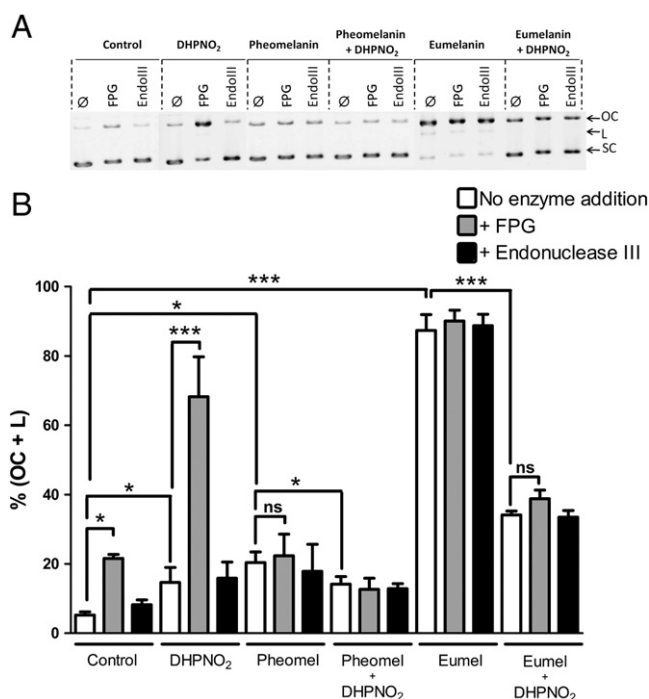 A
Control DHPNO₂ Pheomelanin Pheomelanin + DHPNO₂ Eumelanin Eumelanin + DHPNO₂
Ø FPG EndoIII Ø FPG EndoIII Ø FPG EndoIII Ø FPG EndoIII Ø FPG EndoIII Ø FPG EndoIII
OC
L
SC
B
No enzyme addition
+ FPG
+ Endonuclease III
% (OC + L)
100
80
60
40
20
0
*** ***
*
***
* * ns ns
*
Control DHPNO₂ Pheomel Pheomel + DHPNO₂ Eumel Eumel + DHPNO₂